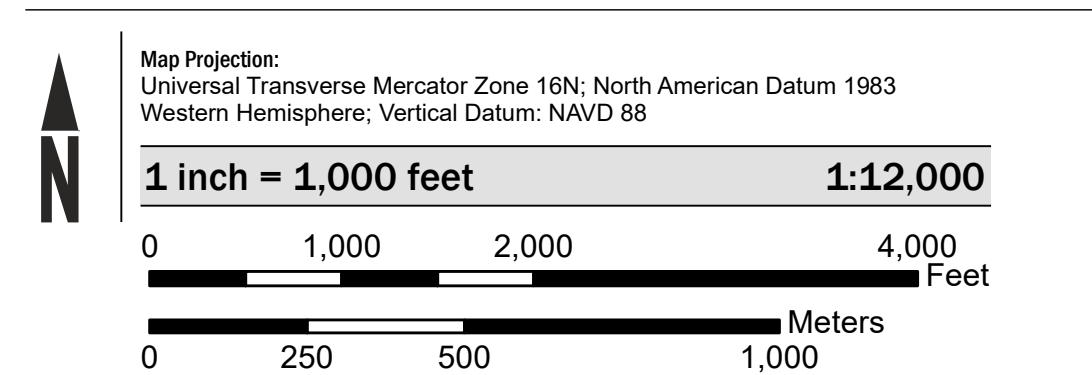 N
Map Projection:
Universal Transverse Mercator Zone 16N; North American Datum 1983
Western Hemisphere; Vertical Datum: NAVD 88
1 inch = 1,000 feet 1:12,000
0 1,000 2,000 4,000
Feet
Meters
0 250 500 1,000